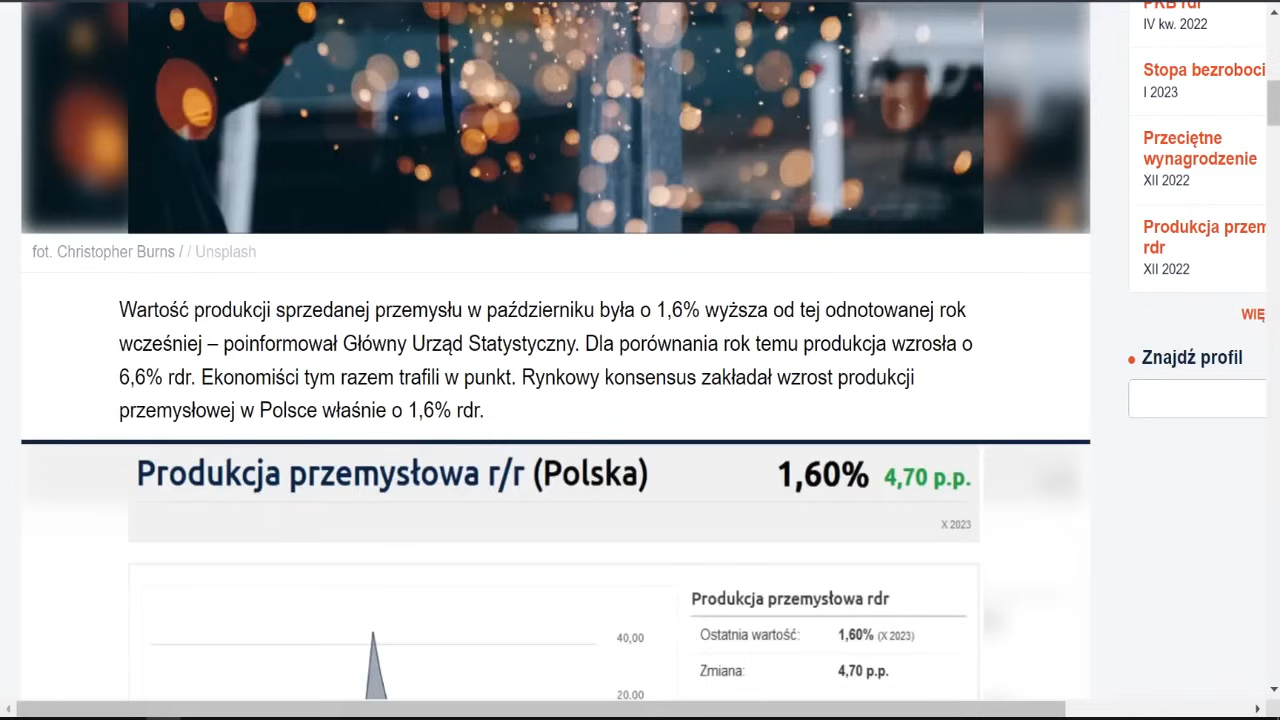 fot. Christopher Burns / / Unsplash
Wartość produkcji sprzedanej przemysłu w październiku była o 1,6% wyższa od tej odnotowanej rok
wcześniej – poinformował Główny Urząd Statystyczny. Dla porównania rok temu produkcja wzrosła o
6,6% rdr. Ekonomiści tym razem trafili w punkt. Rynkowy konsensus zakładał wzrost produkcji
przemysłowej w Polsce właśnie o 1,6% rdr.
Produkcja przemysłowa r/r (Polska) 1,60% 4,70 p.p.
X 2023
Produkcja przemysłowa rdr
Ostatnia wartość: 1,60% (X 2023)
Zmiana: 4,70 p.p.
40,00
20,00
PKB rdr
IV kw. 2022
Stopa bezroboci
I 2023
Przeciętne
wynagrodzenie
XII 2022
Produkcja przem
rdr
XII 2022
WIĘ
Znajdź profil